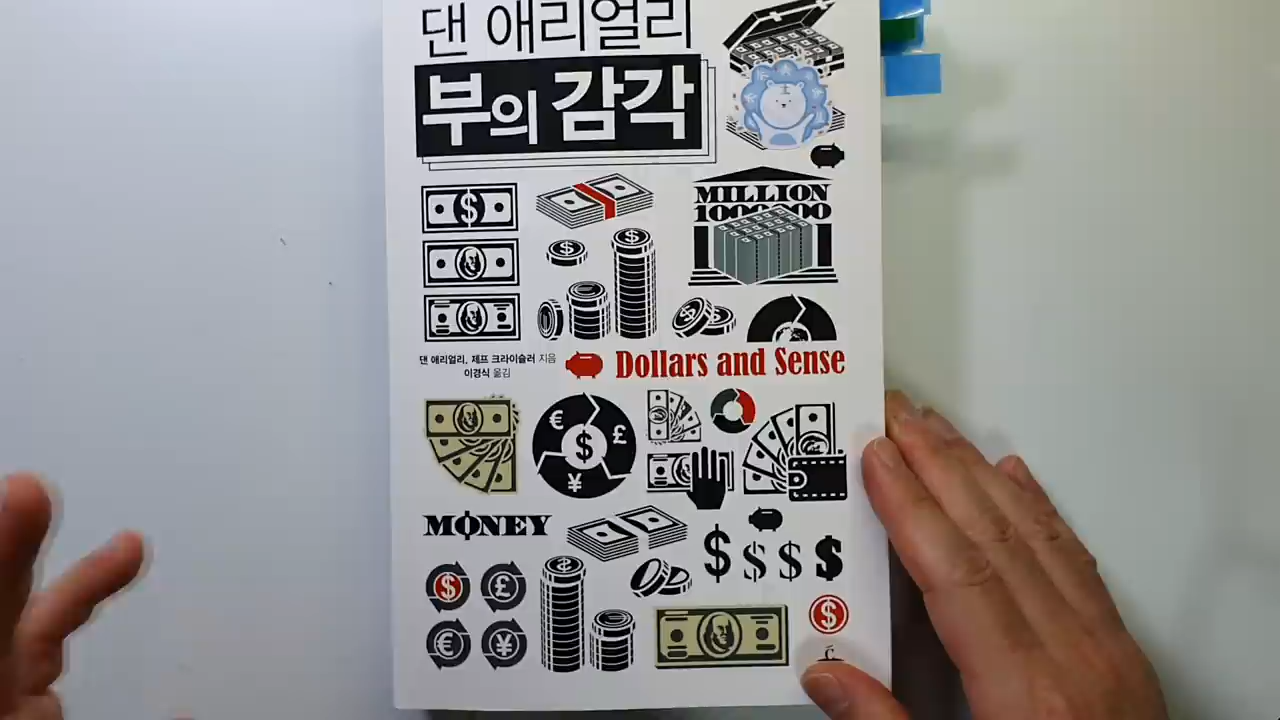 댄 애리얼리
부의 감각
MILLION
댄 애리얼리, 제프 크라이슬러 지음
이경식 옮김
Dollars and Sense
€
$
£
¥
MONEY
$ $ $ $
$ £
$
€ ¥